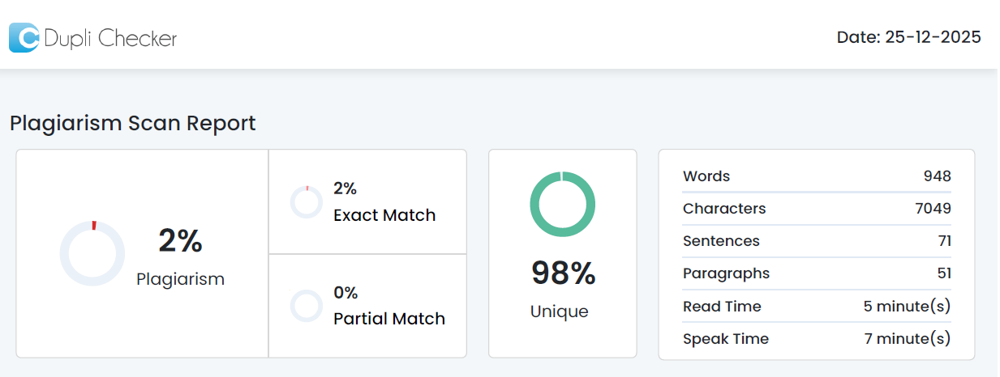 Dupli Checker
Date: 25-12-2025
Plagiarism Scan Report
2%
Plagiarism
2%
Exact Match
0%
Partial Match
98%
Unique
Words 948
Characters 7049
Sentences 71
Paragraphs 51
Read Time 5 minute(s)
Speak Time 7 minute(s)